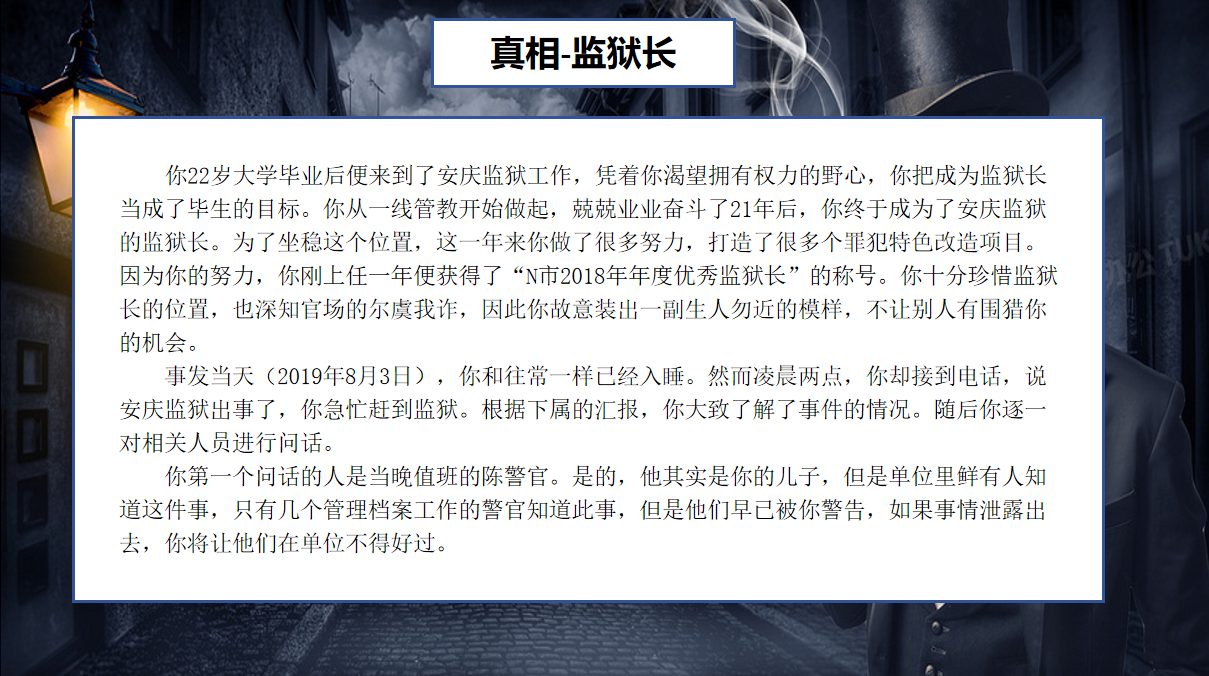 真相-监狱长
你22岁大学毕业后便来到了安庆监狱工作，凭着你渴望拥有权力的野心，你把成为监狱长
当成了毕生的目标。你从一线管教开始做起，兢兢业业奋斗了21年后，你终于成为了安庆监狱
的监狱长。为了坐稳这个位置，这一年来你做了很多努力，打造了很多个罪犯特色改造项目。
因为你的努力，你刚上任一年便获得了“N市2018年年度优秀监狱长”的称号。你十分珍惜监狱
长的位置，也深知官场的尔虞我诈，因此你故意装出一副生人勿近的模样，不让别人有围猎你
的机会。
事发当天（2019年8月3日），你和往常一样已经入睡。然而凌晨两点，你却接到电话，说
安庆监狱出事了，你急忙赶到监狱。根据下属的汇报，你大致了解了事件的情况。随后你逐一
对相关人员进行问话。
你第一个问话的人是当晚值班的陈警官。是的，他其实是你的儿子，但是单位里鲜有人知
道这件事，只有几个管理档案工作的警官知道此事，但是他们早已被你警告，如果事情泄露出
去，你将让他们在单位不得好过。